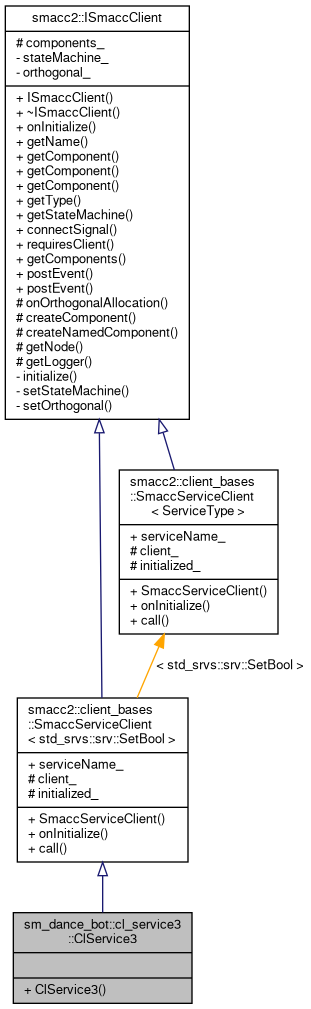 smacc2::ISmaccClient
# components_
- stateMachine_
- orthogonal_
+ ISmaccClient()
+ ~ISmaccClient()
+ onInitialize()
+ getName()
+ getComponent()
+ getComponent()
+ getComponent()
+ getType()
+ getStateMachine()
+ connectSignal()
+ requiresClient()
+ getComponents()
+ postEvent()
+ postEvent()
# onOrthogonalAllocation()
# createComponent()
# createNamedComponent()
# getNode()
# getLogger()
- initialize()
- setStateMachine()
- setOrthogonal()
smacc2::client_bases
::SmaccServiceClient
< ServiceType >
+ serviceName_
# client_
# initialized_
+ SmaccServiceClient()
+ onInitialize()
+ call()
< std_srvs::srv::SetBool >
smacc2::client_bases
::SmaccServiceClient
< std_srvs::srv::SetBool >
+ serviceName_
# client_
# initialized_
+ SmaccServiceClient()
+ onInitialize()
+ call()
sm_dance_bot::cl_service3
::ClService3
+ ClService3()